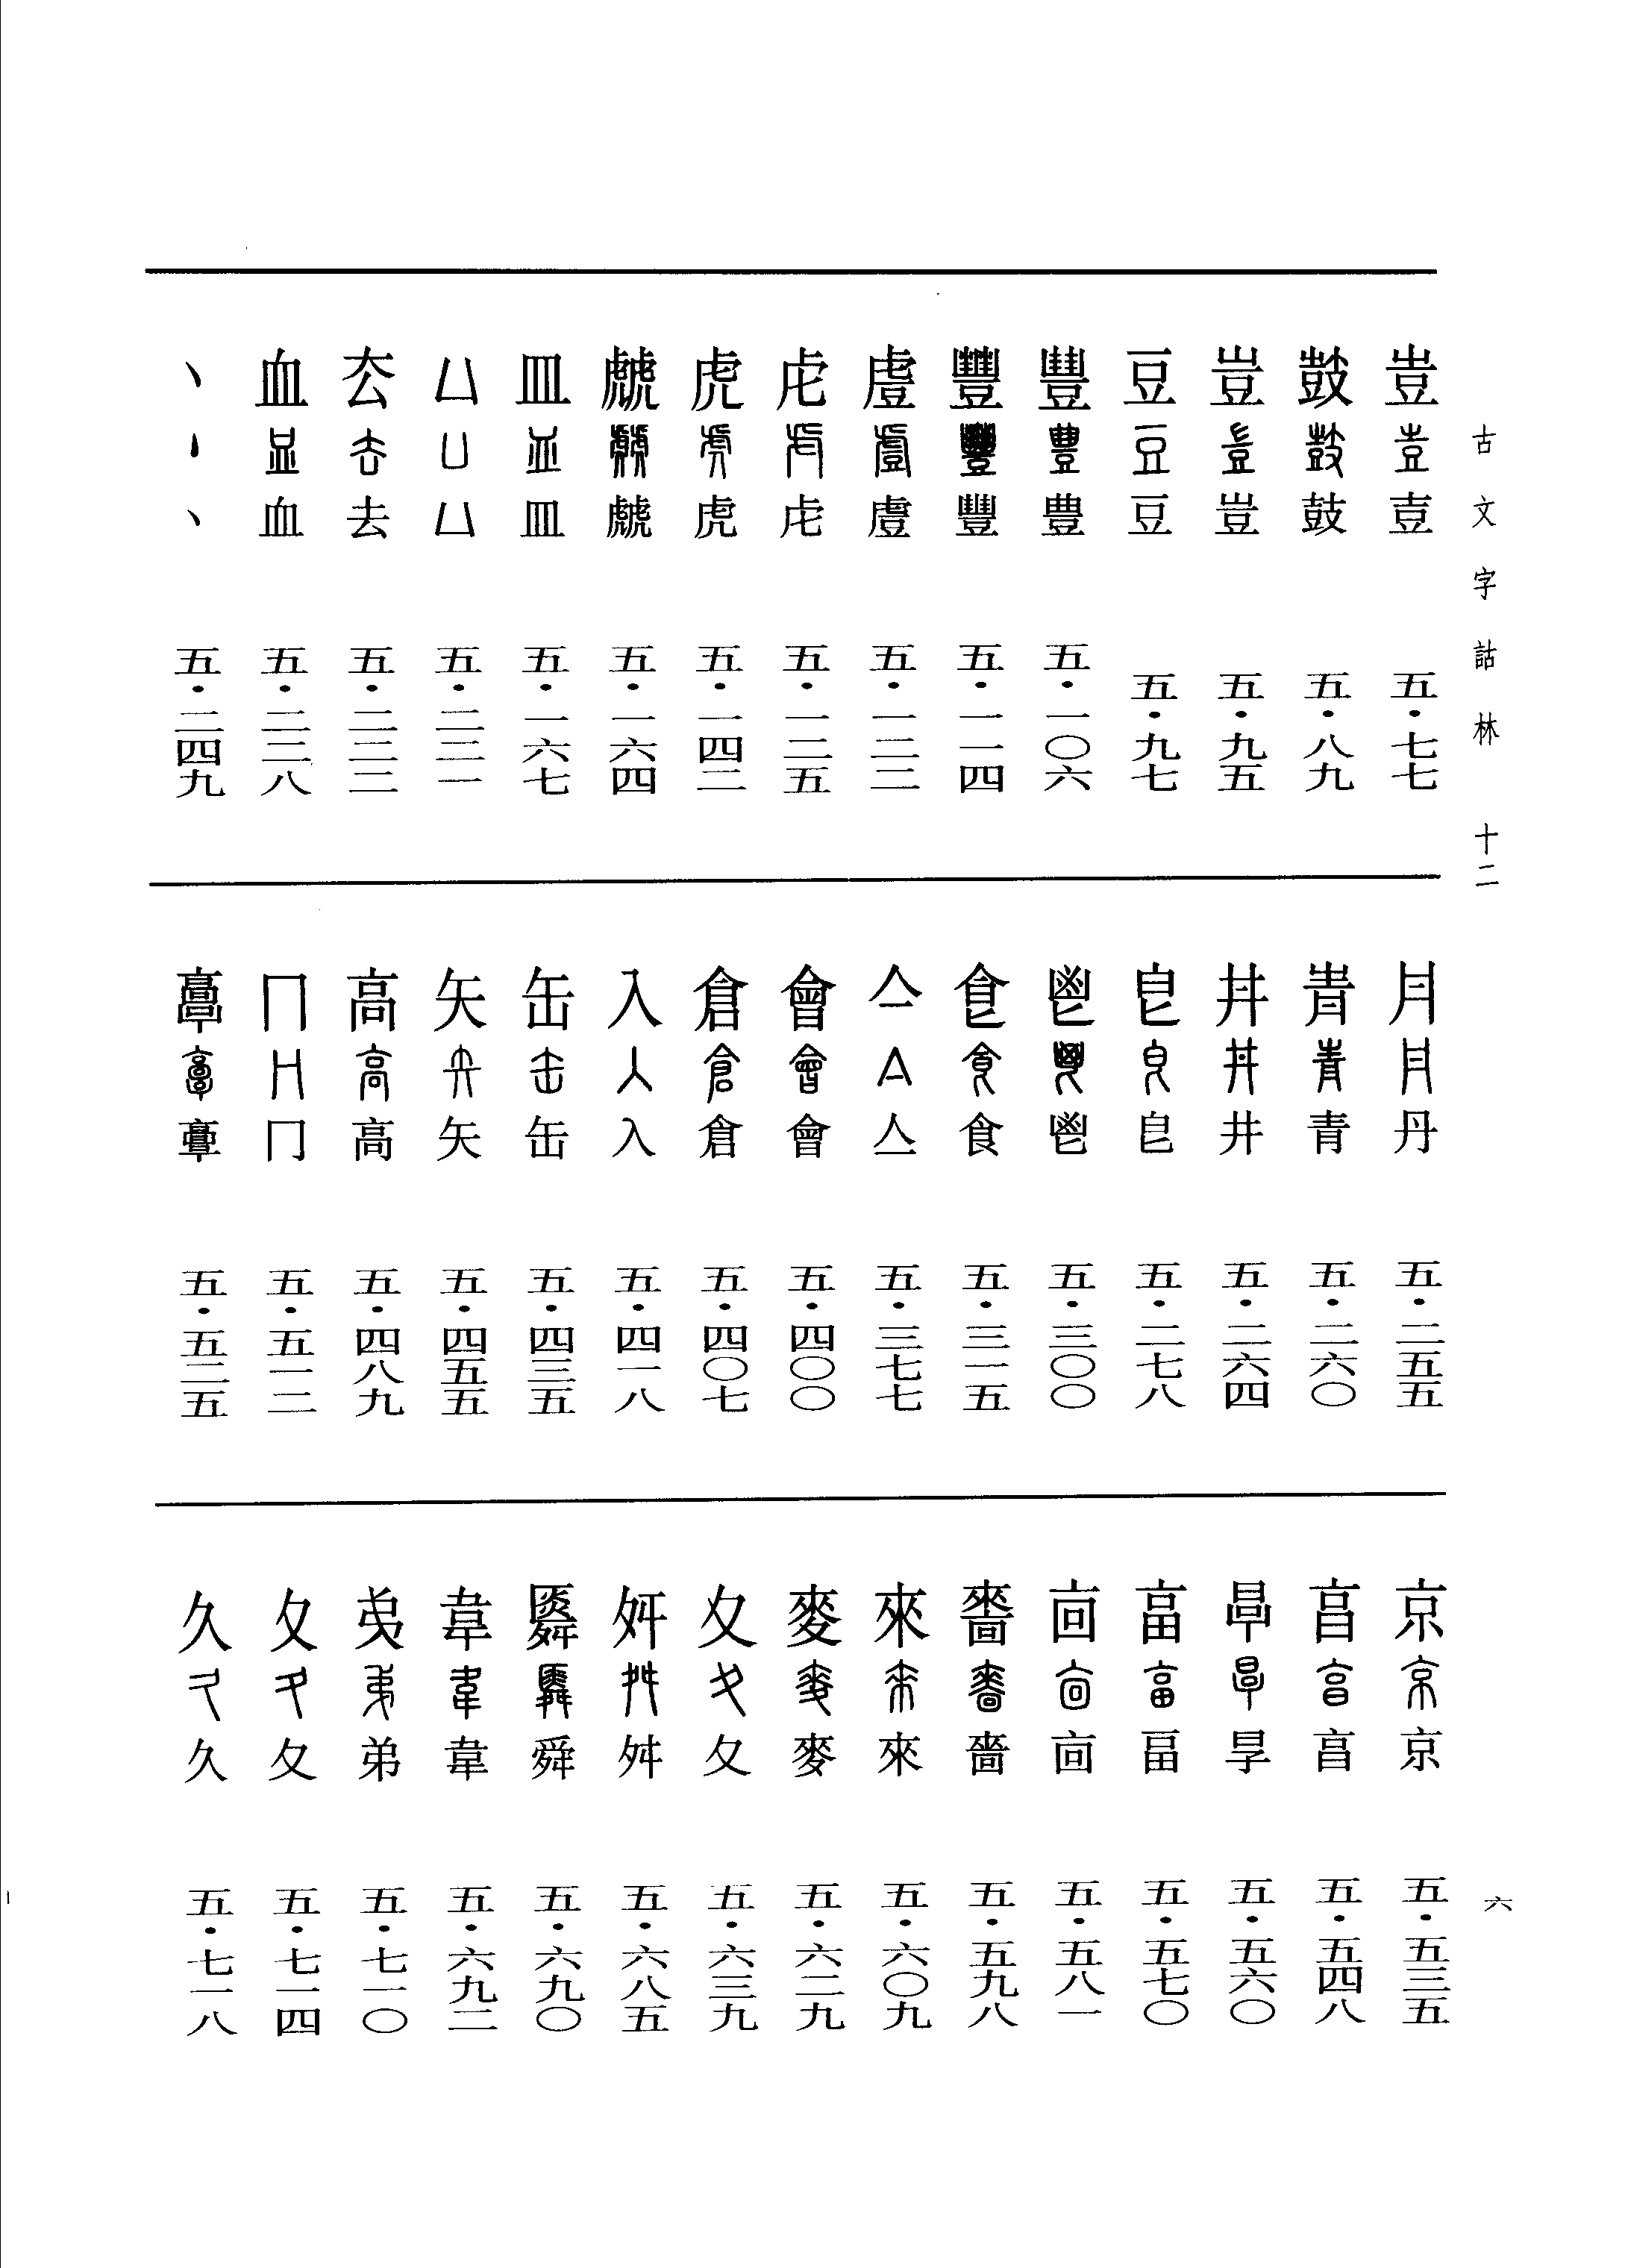 古文字詁林 十二
壴 壴 壴 五·七七
鼓 鼓 鼓 五·八九
豈 豈 豈 五·九五
豆 豆 豆 五·九七
豊 豊 豊 五·一〇六
豐 豐 豐 五·一一四
䖒 䖒 䖒 五·一二二
虍 虍 虍 五·一二五
虎 虎 虎 五·一四二
虤 虤 虤 五·一六四
皿 皿 皿 五·一六七
凵 凵 凵 五·二三一
厺 去 去 五·二三二
血 血 血 五·二三八
丶 丶 丶 五·二四九
丹 丹 丹 五·二五五
青 青 青 五·二六〇
丼 井 井 五·二六四
皀 皀 皀 五·二七八
鬯 鬯 鬯 五·三〇〇
食 食 食 五·三一五
亼 亼 亼 五·三七七
會 會 會 五·四〇〇
倉 倉 倉 五·四〇七
入 入 入 五·四一八
缶 缶 缶 五·四三五
矢 矢 矢 五·四五五
高 高 高 五·四八九
冂 冂 冂 五·五一二
𩫏 𩫏 𩫏 五·五二五
京 京 京 五·五三五
亯 亯 亯 五·五四八
㫗 㫗 㫗 五·五六〇
畐 畐 畐 五·五七〇
㐭 㐭 㐭 五·五八一
嗇 嗇 嗇 五·五九八
來 來 來 五·六〇九
麥 麥 麥 五·六二九
夊 夊 夊 五·六三九
舛 舛 舛 五·六八五
舜 舜 舜 五·六九〇
韋 韋 韋 五·六九二
弟 弟 弟 五·七一〇
夂 夂 夂 五·七一四
久 久 久 五·七一八
六